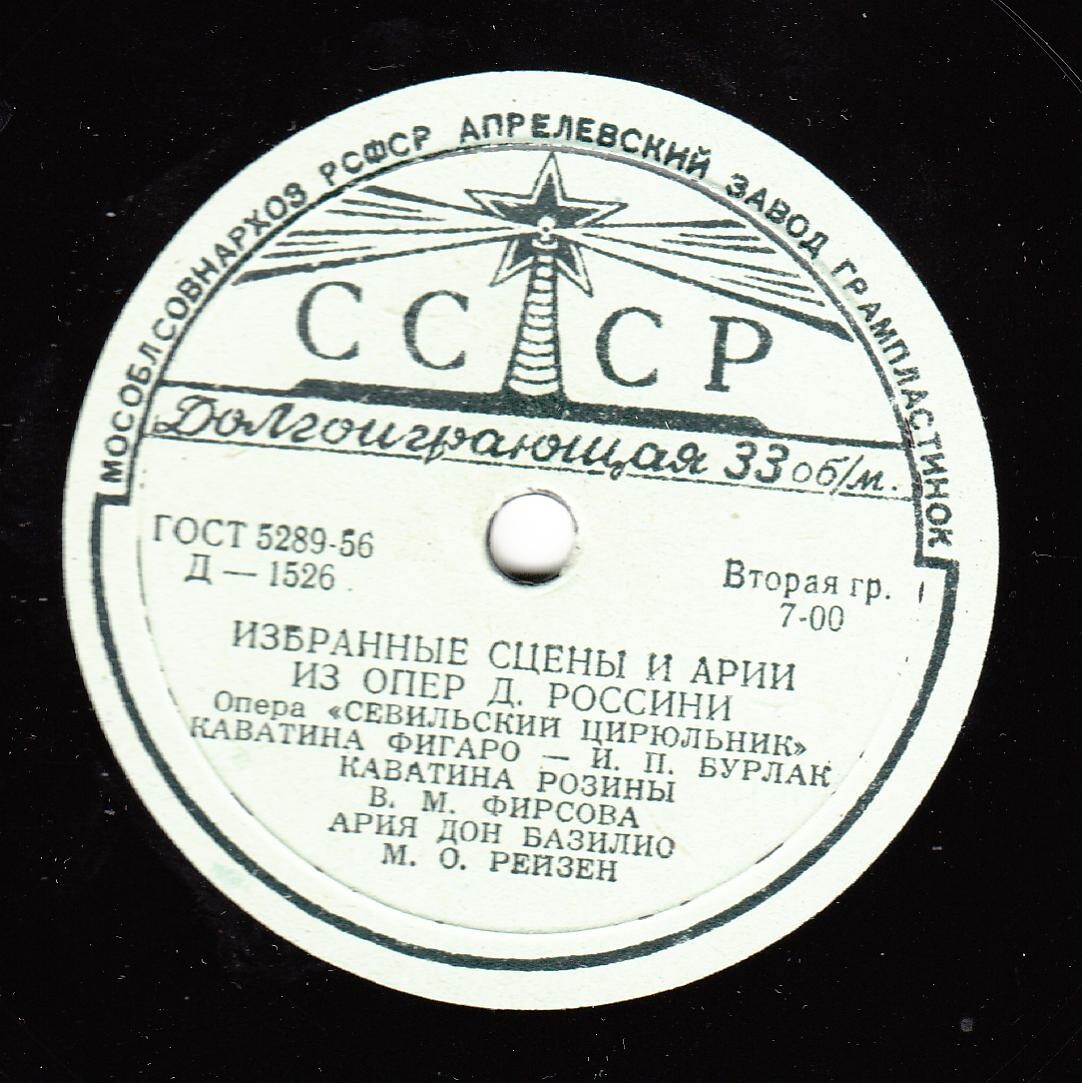 МОСОБЛСОВНАРХОЗ РСФСР АПРЕЛЕВСКИЙ ЗАВОД ГРАМПЛАСТИНОК
СССР
Долгоиграющая 33 об/м.
ГОСТ 5289-56
Д — 1526
Вторая гр.
7-00
ИЗБРАННЫЕ СЦЕНЫ И АРИИ
ИЗ ОПЕР Д. РОССИНИ
Опера «СЕВИЛЬСКИЙ ЦИРЮЛЬНИК»
КАВАТИНА ФИГАРО — И. П. БУРЛАК
КАВАТИНА РОЗИНЫ
В. М. ФИРСОВА
АРИЯ ДОН БАЗИЛИО
М. О. РЕЙЗЕН